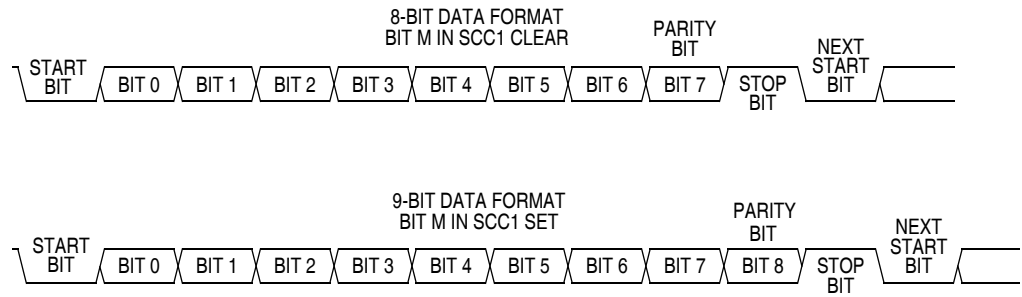 8-BIT DATA FORMAT
BIT M IN SCC1 CLEAR
PARITY
BIT
NEXT
START
BIT
START
BIT
BIT 0
BIT 1
BIT 2
BIT 3
BIT 4
BIT 5
BIT 6
BIT 7
STOP
BIT
9-BIT DATA FORMAT
BIT M IN SCC1 SET
PARITY
BIT
NEXT
START
BIT
START
BIT
BIT 0
BIT 1
BIT 2
BIT 3
BIT 4
BIT 5
BIT 6
BIT 7
BIT 8
STOP
BIT